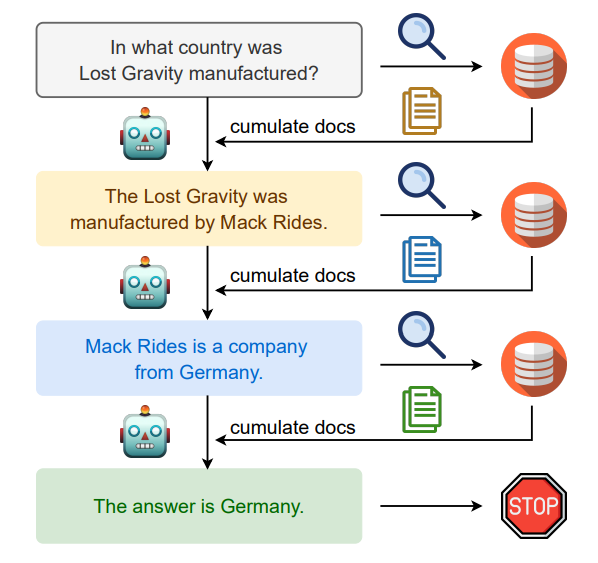 In what country was
Lost Gravity manufactured?
cumulate docs
The Lost Gravity was
manufactured by Mack Rides.
cumulate docs
Mack Rides is a company
from Germany.
cumulate docs
The answer is Germany.
STOP